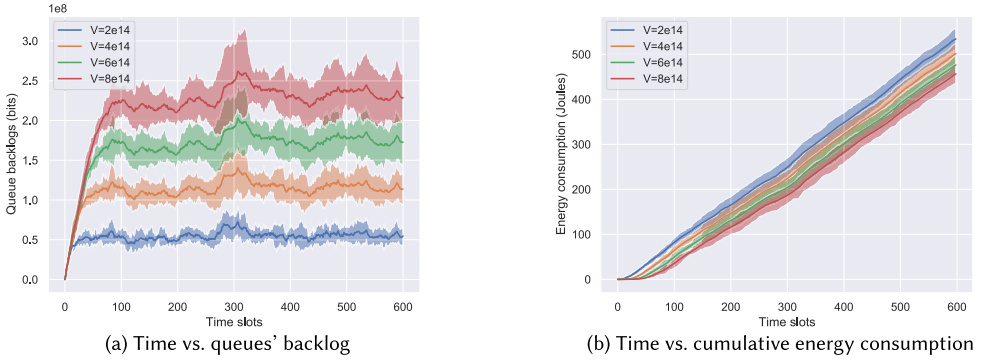 1e8
V=2e14
V=4e14
V=6e14
V=8e14
3.0
2.5
2.0
1.5
1.0
0.5
0.0
Queue backlogs (bits)
0 100 200 300 400 500 600
Time slots
(a) Time vs. queues' backlog
V=2e14
V=4e14
V=6e14
V=8e14
500
400
300
200
100
0
Energy consumption (Joules)
0 100 200 300 400 500 600
Time slots
(b) Time vs. cumulative energy consumption